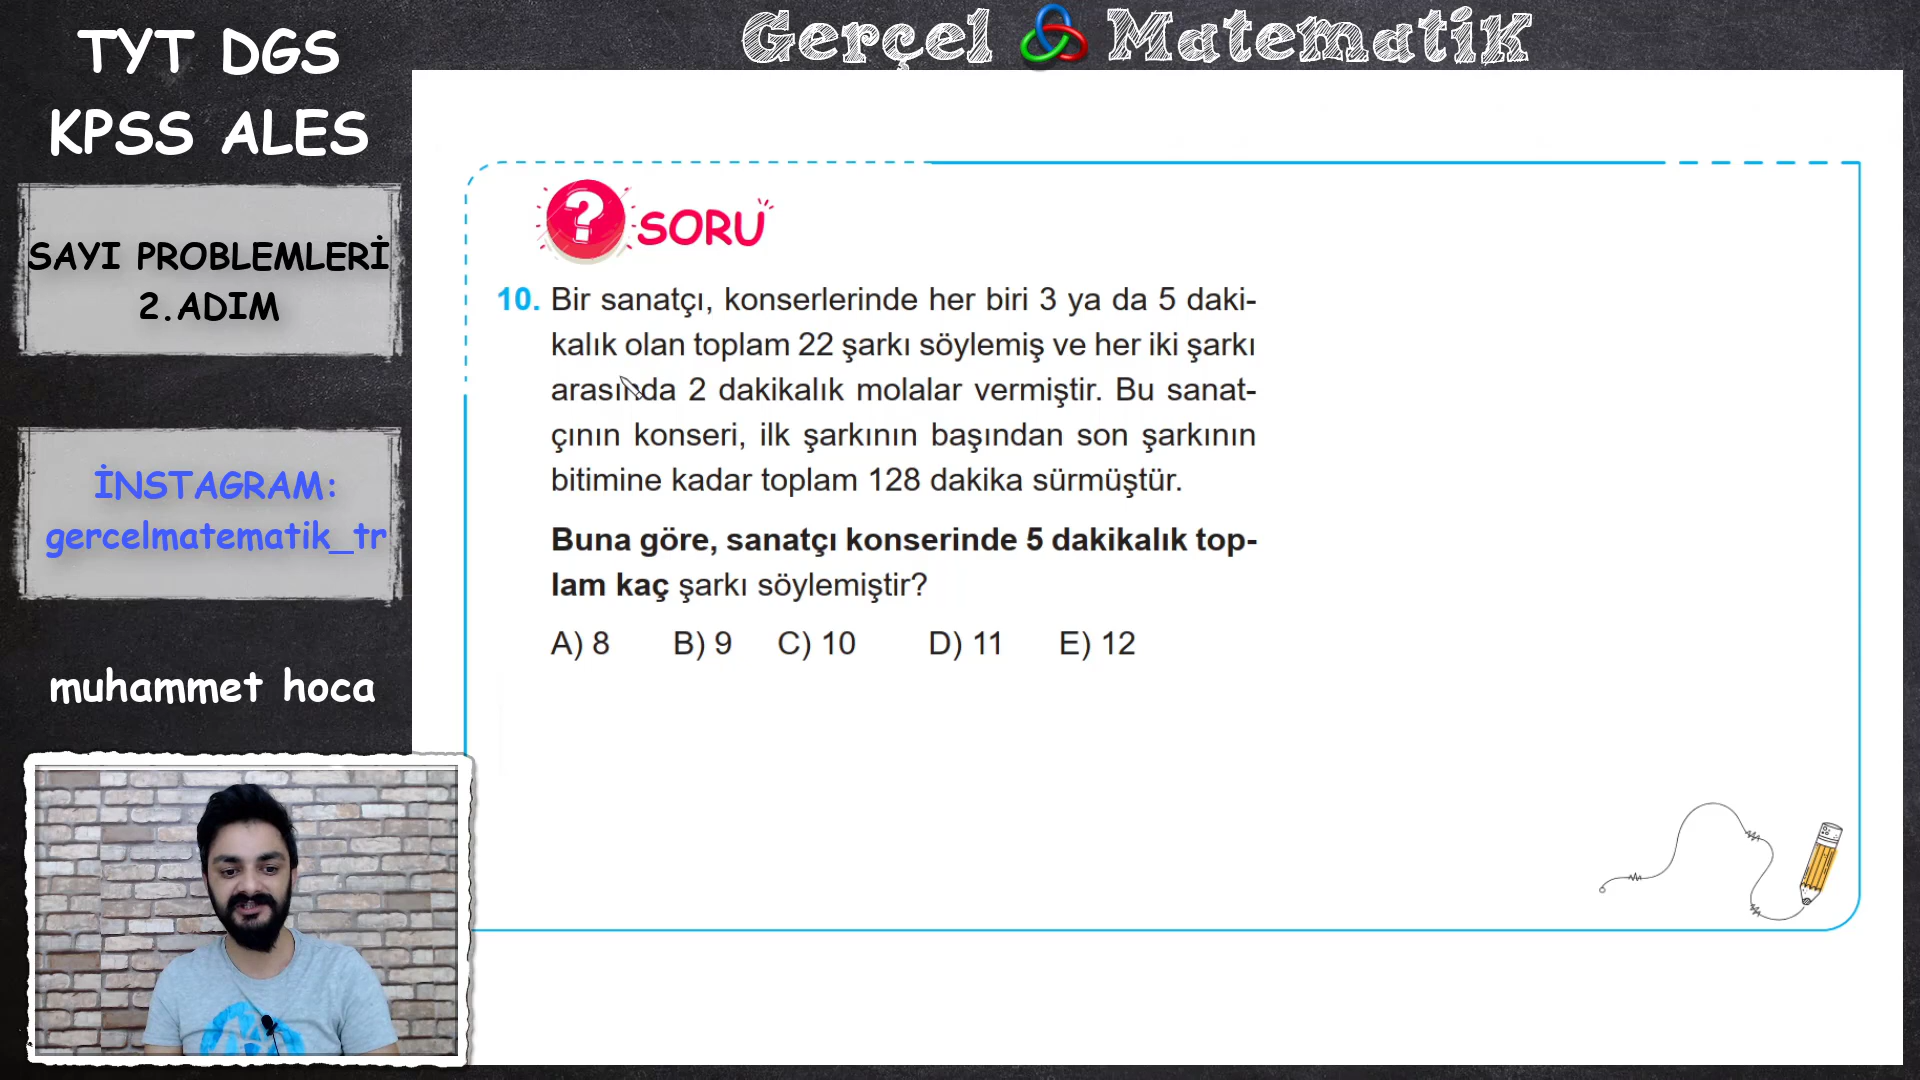 TYT DGS
KPSS ALES
SAYI PROBLEMLERİ
2.ADIM
İNSTAGRAM:
gercelmatematik_tr
muhammet hoca
Gerçel Matematik
? SORU
10. Bir sanatçı, konserlerinde her biri 3 ya da 5 daki-
kalık olan toplam 22 şarkı söylemiş ve her iki şarkı
arasında 2 dakikalık molalar vermiştir. Bu sanat-
çının konseri, ilk şarkının başından son şarkının
bitimine kadar toplam 128 dakika sürmüştür.
Buna göre, sanatçı konserinde 5 dakikalık top-
lam kaç şarkı söylemiştir?
A) 8 B) 9 C) 10 D) 11 E) 12